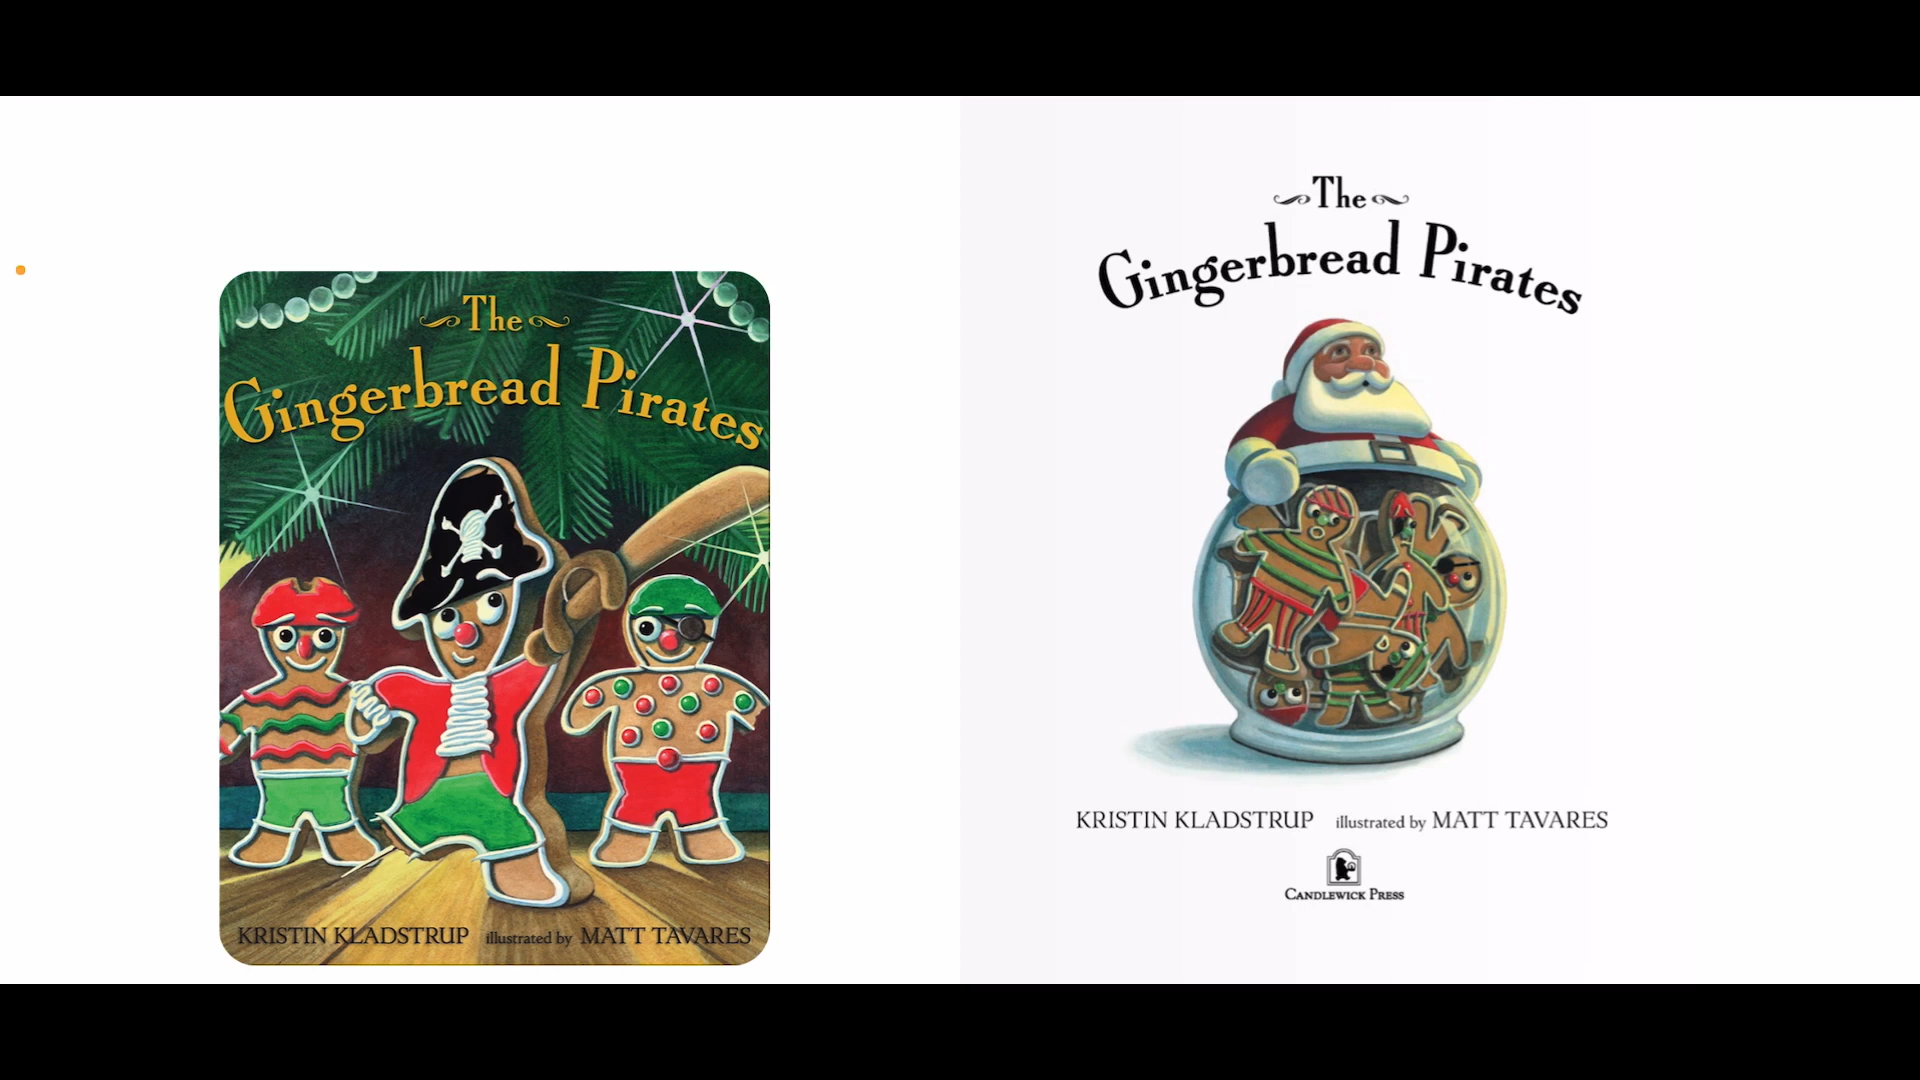 The
Gingerbread Pirates
KRISTIN KLADSTRUP illustrated by MATT TAVARES
The
Gingerbread Pirates
KRISTIN KLADSTRUP illustrated by MATT TAVARES
CANDLEWICK PRESS